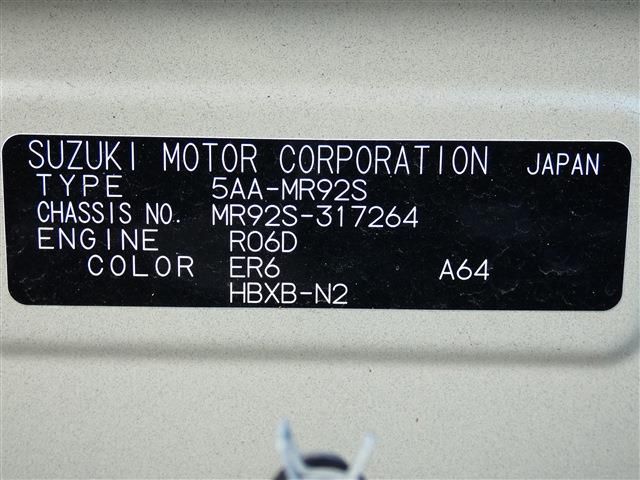 SUZUKI MOTOR CORPORATION JAPAN
TYPE 5AA-MR92S
CHASSIS NO. MR92S-317264
ENGINE R06D
COLOR ER6 A64
HBXB-N2